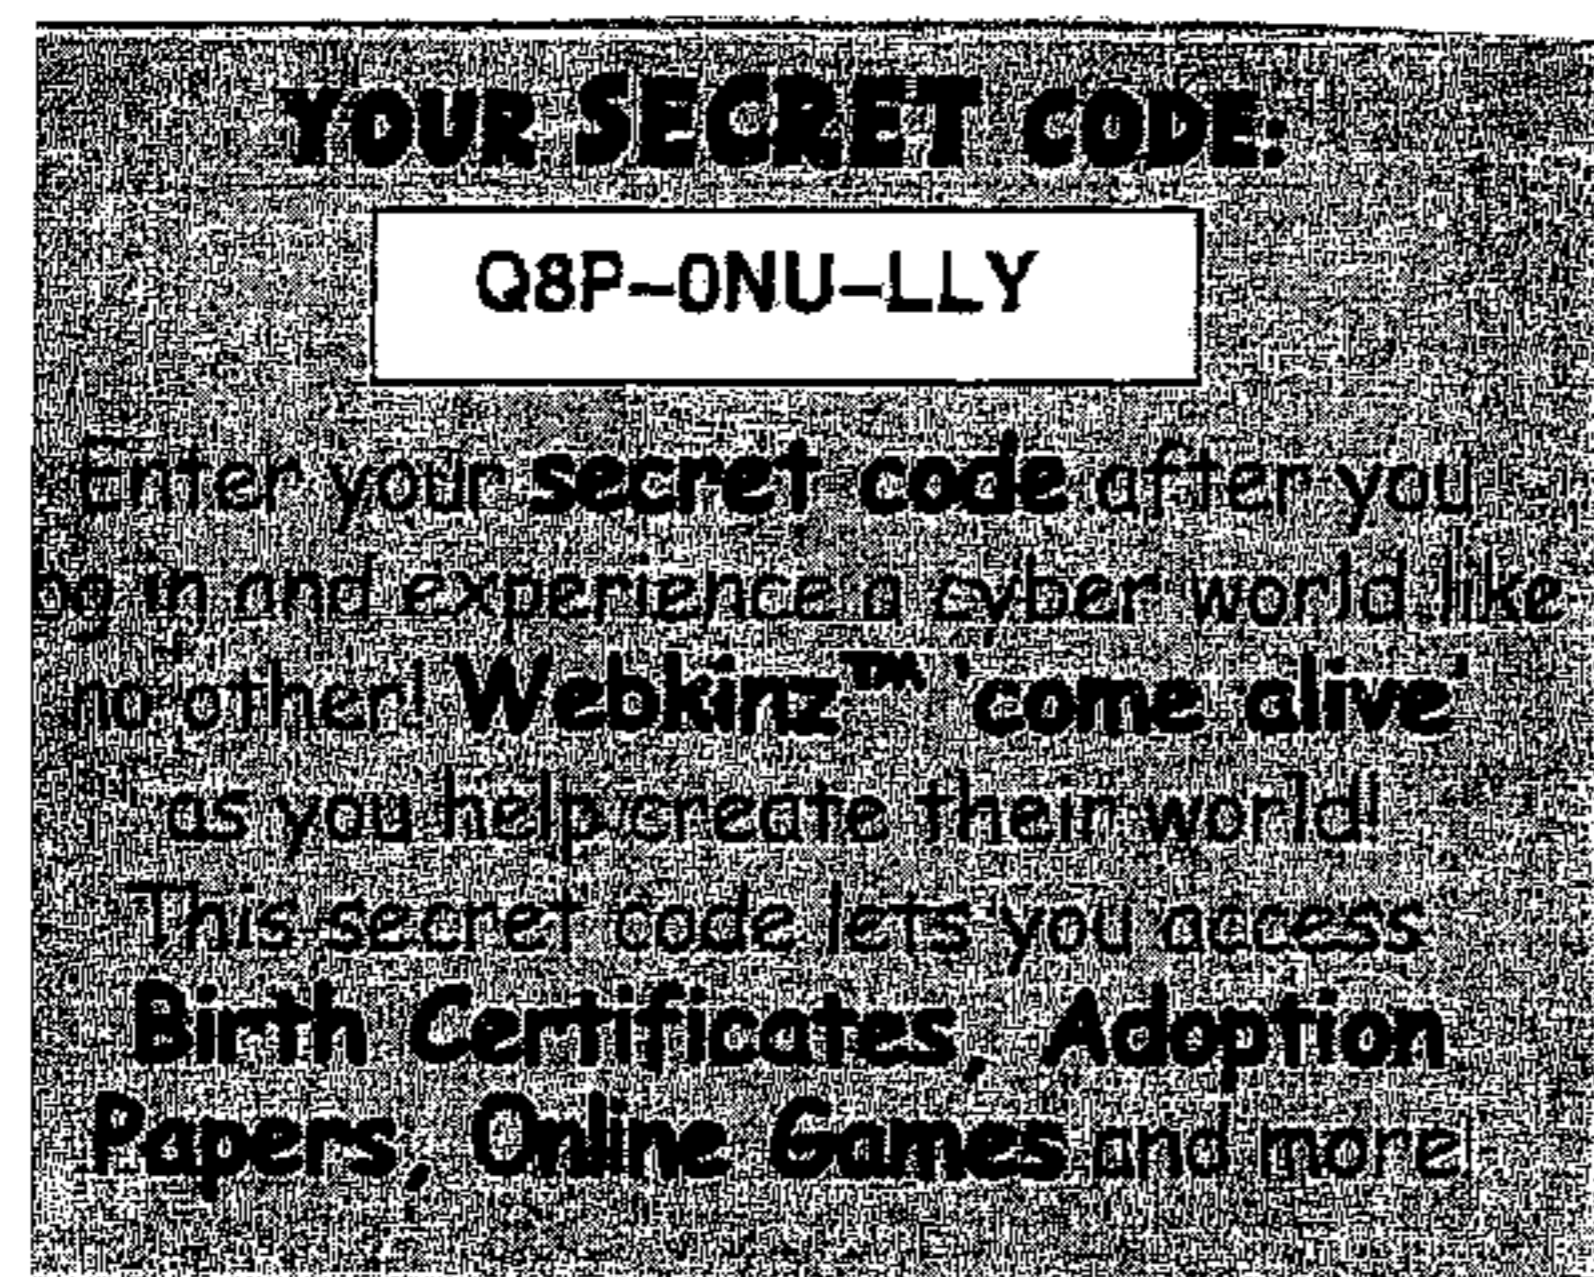 YOUR SECRET CODE:
Q8P-0NU-LLY
Enter your secret code after you
og in and experience a cyber world like
no other! Webkinz™ 'come alive'
as you help create their world!
This secret code lets you access
Birth Certificates, Adoption
Papers, Online Games and more!